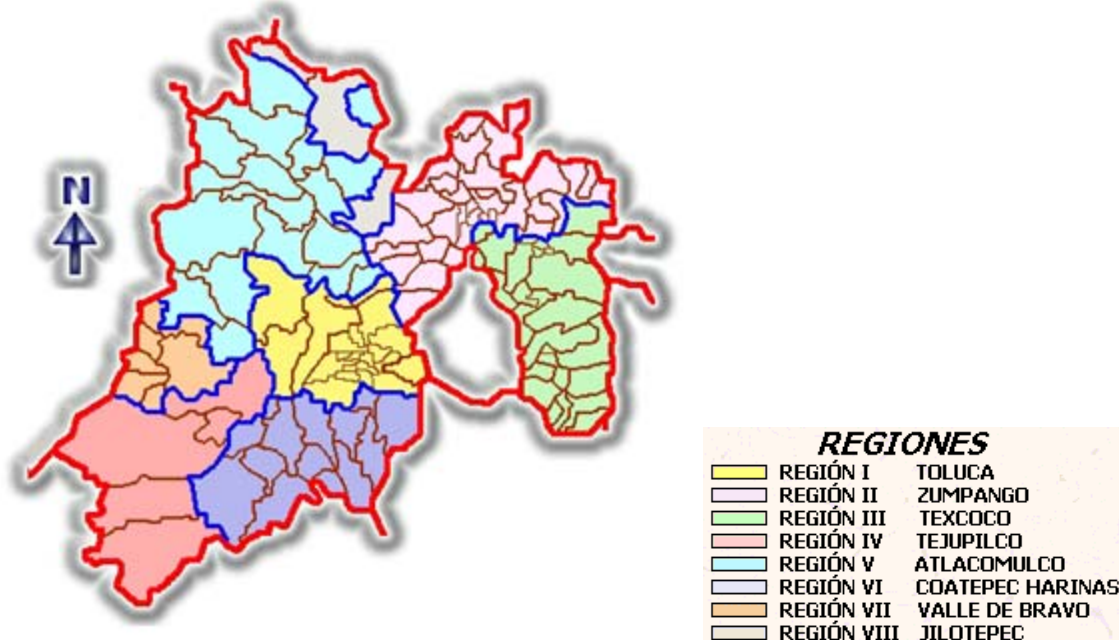 N
REGIONES
REGIÓN I TOLUCA
REGIÓN II ZUMPANGO
REGIÓN III TEXCOCO
REGIÓN IV TEJUPILCO
REGIÓN V ATLACOMULCO
REGIÓN VI COATEPEC HARINAS
REGIÓN VII VALLE DE BRAVO
REGIÓN VIII JILOTEPEC